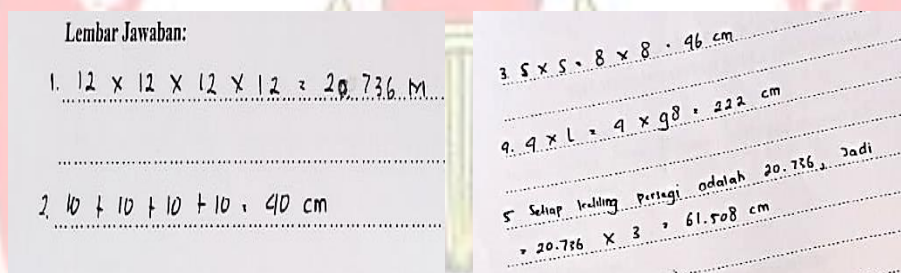 Lembar Jawaban:
1. 12 x 12 x 12 x 12 = 20.736 M
2. 10 + 10 + 10 + 10 = 40 cm
3. S x S = 8 x 8 = 96 cm
4. 4 x L = 4 x 98 = 222 cm
5 Setiap keliling persegi adalah 20.736, Jadi
= 20.736 x 3 = 61.508 cm